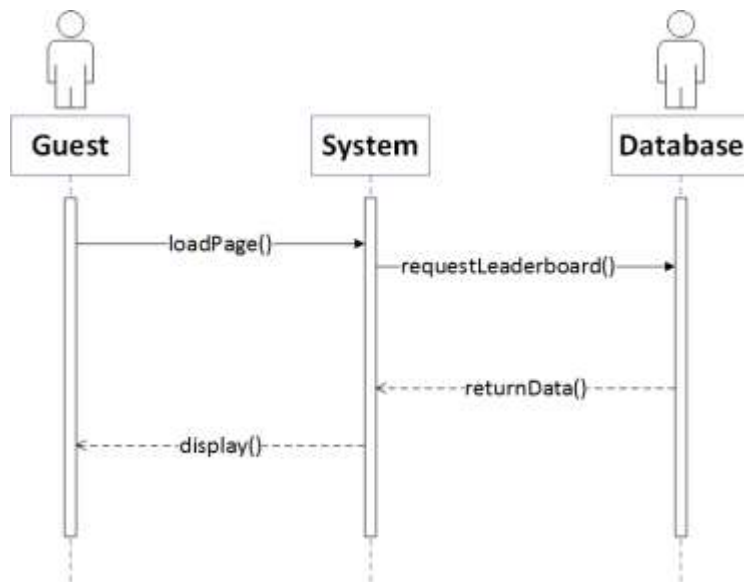 Guest
System
Database
loadPage()
requestLeaderboard()
returnData()
display()